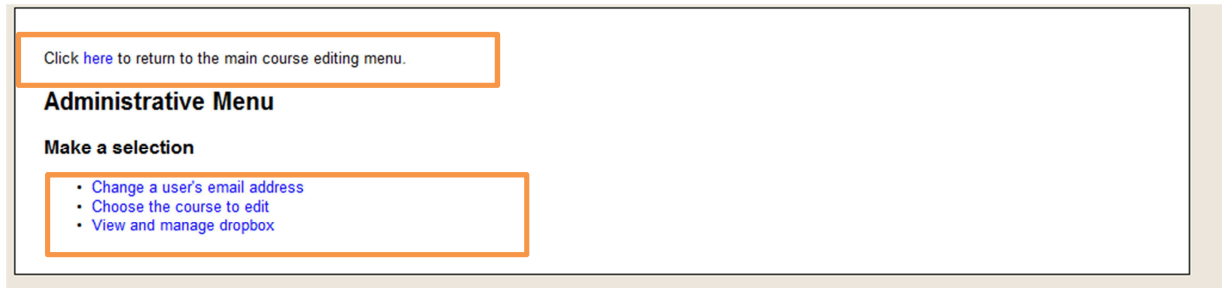 Click here to return to the main course editing menu.
Administrative Menu
Make a selection
• Change a user's email address
• Choose the course to edit
• View and manage dropbox